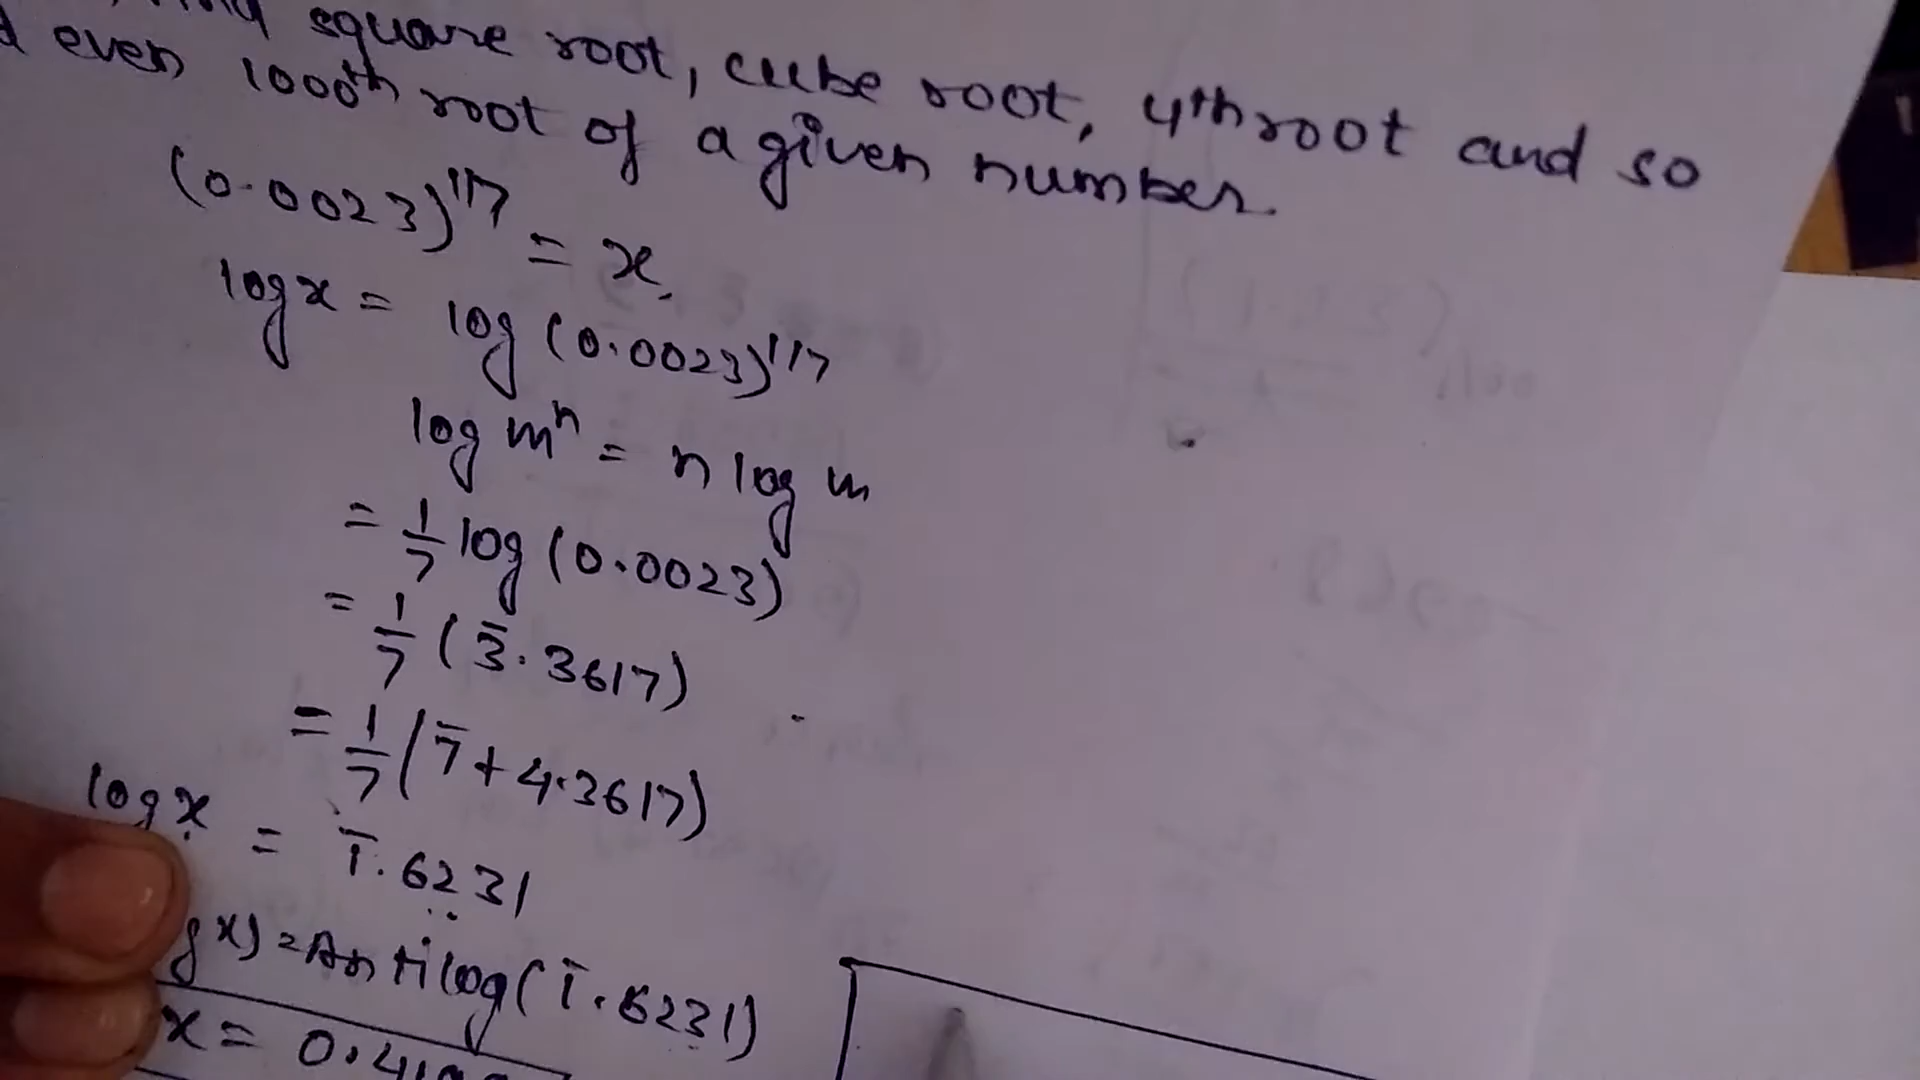 square root, cube root, 4th root and so
even 1000th root of a given number.
(0.0023)^1/7 = x.
log x = log (0.0023)^1/7
log m^n = n log m
= 1/7 log (0.0023)
= 1/7 (3̄.3617)
= 1/7 (7̄ + 4.3617)
log x = 1̄.6231
g x) = Antilog (1̄.6231)
x = 0.419